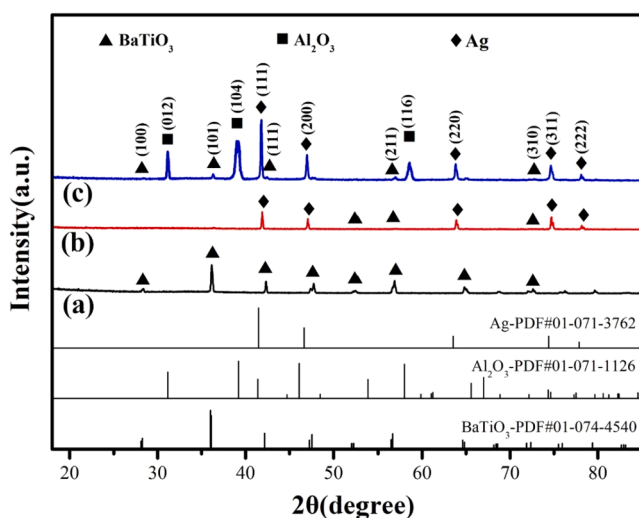 BaTiO₃
Al₂O₃
Ag
(100)
(012)
(101)
(104)
(111)
(111)
(200)
(211)
(116)
(220)
(310)
(311)
(222)
(c)
(b)
(a)
Intensity(a.u.)
Ag-PDF#01-071-3762
Al₂O₃-PDF#01-071-1126
BaTiO₃-PDF#01-074-4540
20 30 40 50 60 70 80
2θ(degree)